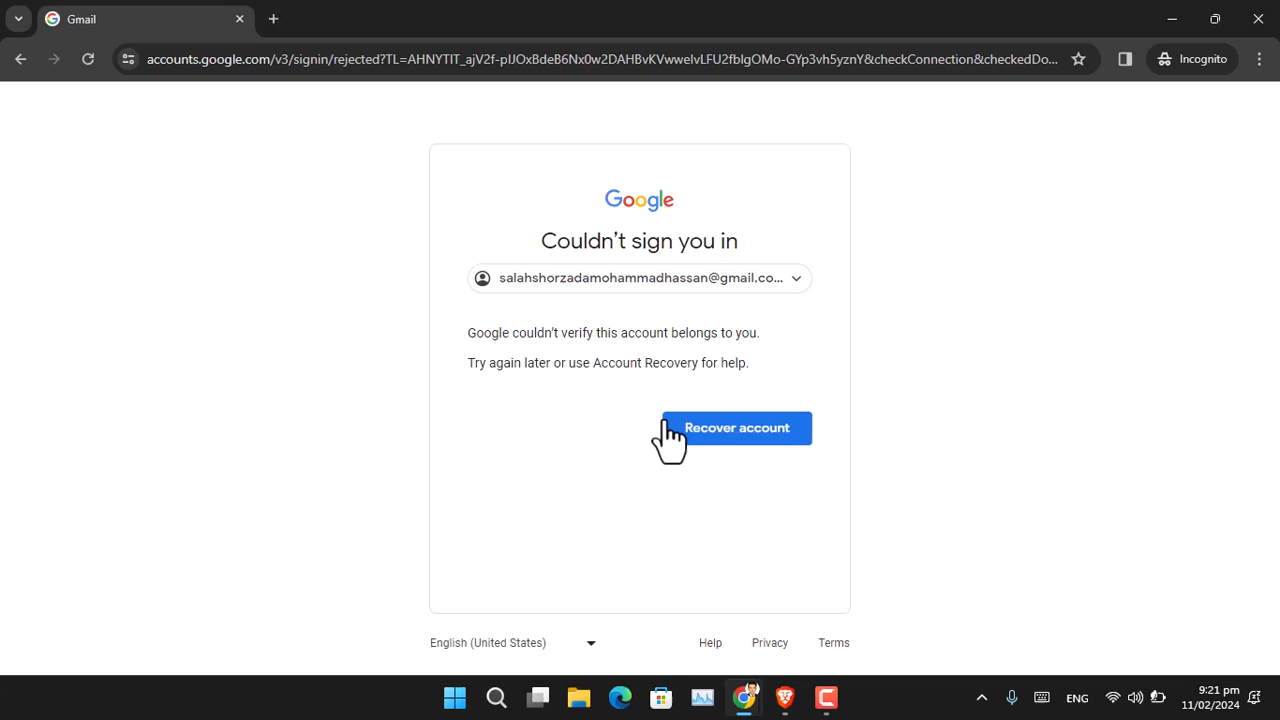 Gmail
accounts.google.com/v3/signin/rejected?TL=AHNYTIT_ajV2f-pIJOxBdeB6Nx0w2DAHBvKVwwelvLFU2fbIgOMo-GYp3vh5yznY&checkConnection&checkedDo...
Incognito
Google
Couldn't sign you in
salahshorzadamohammadhassan@gmail.co...
Google couldn't verify this account belongs to you.
Try again later or use Account Recovery for help.
Recover account
English (United States)
Help
Privacy
Terms
ENG
9:21 pm
11/02/2024